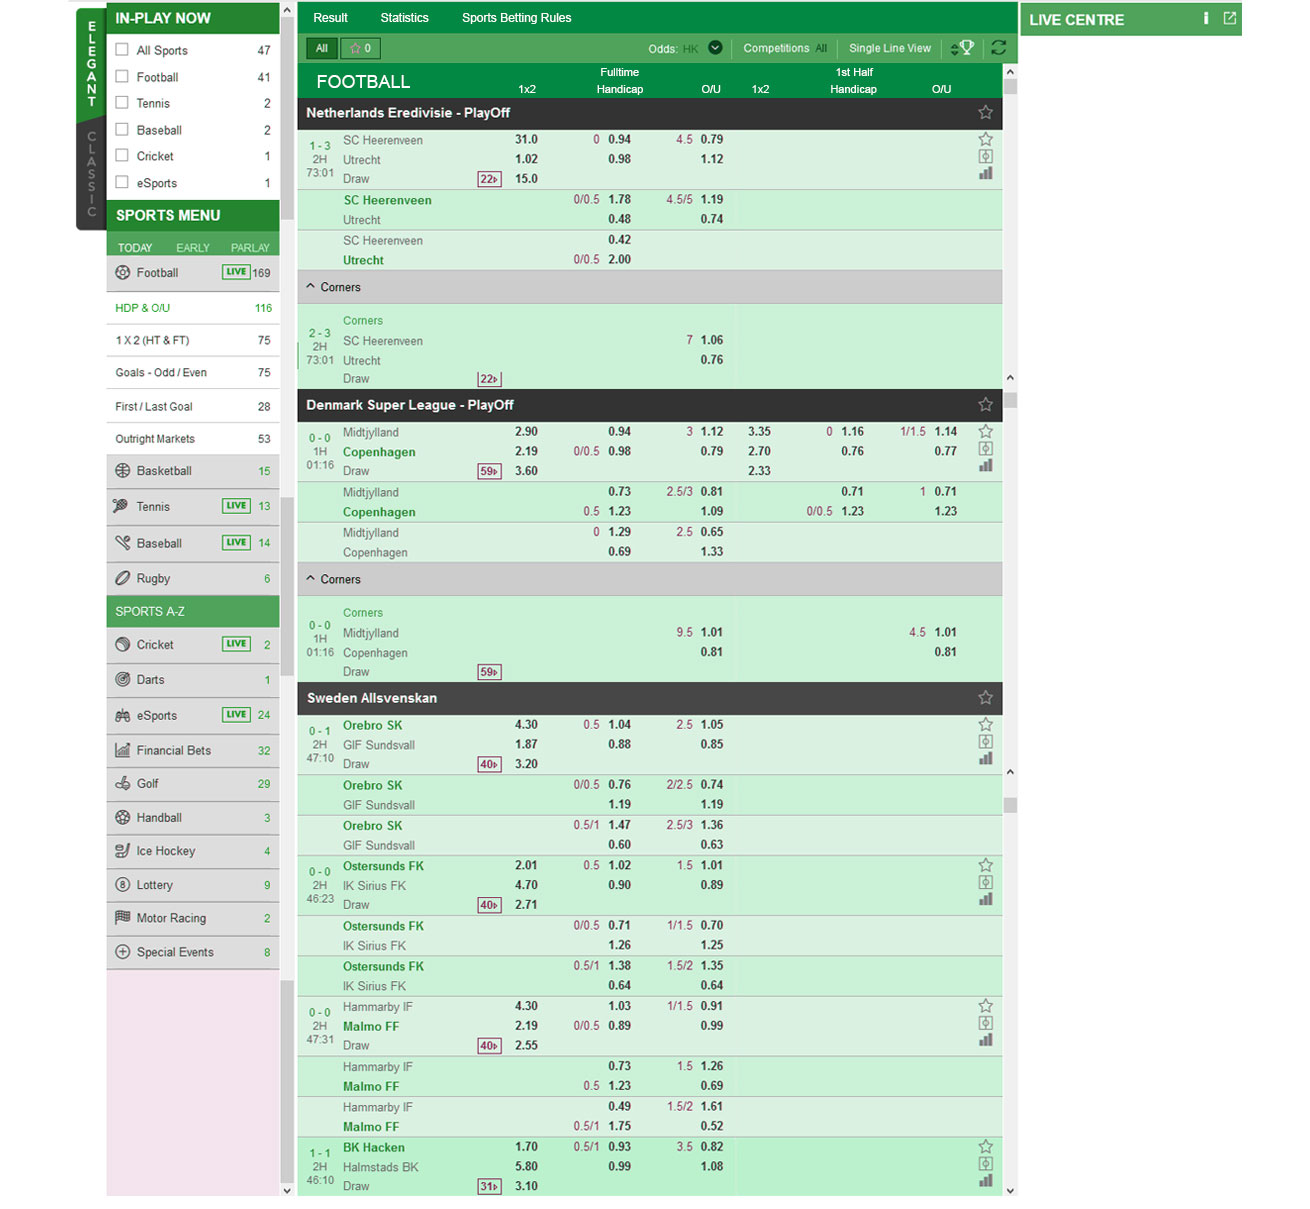 ELEGANT
CLASSIC
IN-PLAY NOW
All Sports 47
Football 41
Tennis 2
Baseball 2
Cricket 1
eSports 1
SPORTS MENU
TODAY EARLY PARLAY
Football LIVE 169
HDP & O/U 116
1 X 2 (HT & FT) 75
Goals - Odd / Even 75
First / Last Goal 28
Outright Markets 53
Basketball 15
Tennis LIVE 13
Baseball LIVE 14
Rugby 6
SPORTS A-Z
Cricket LIVE 2
Darts 1
eSports LIVE 24
Financial Bets 32
Golf 29
Handball 3
Ice Hockey 4
Lottery 9
Motor Racing 2
Special Events 8
Result Statistics Sports Betting Rules
All 0 Odds: HK Competitions All Single Line View
Fulltime 1st Half
FOOTBALL 1x2 Handicap O/U 1x2 Handicap O/U
Netherlands Eredivisie - PlayOff
1 - 3 SC Heerenveen 31.0 0 0.94 4.5 0.79
2H Utrecht 1.02 0.98 1.12
73:01 Draw 22 15.0
SC Heerenveen 0/0.5 1.78 4.5/5 1.19
Utrecht 0.48 0.74
SC Heerenveen 0.42
Utrecht 0/0.5 2.00
Corners
Corners
2 - 3 SC Heerenveen 7 1.06
2H
73:01 Utrecht 0.76
Draw 22
Denmark Super League - PlayOff
0 - 0 Midtjylland 2.90 0.94 3 1.12 3.35 0 1.16 1/1.5 1.14
1H Copenhagen 2.19 0/0.5 0.98 0.79 2.70 0.76 0.77
01:16 Draw 59 3.60 2.33
Midtjylland 0.73 2.5/3 0.81 0.71 1 0.71
Copenhagen 0.5 1.23 1.09 0/0.5 1.23 1.23
Midtjylland 0 1.29 2.5 0.65
Copenhagen 0.69 1.33
Corners
Corners
0 - 0 Midtjylland 9.5 1.01 4.5 1.01
1H
01:16 Copenhagen 0.81 0.81
Draw 59
Sweden Allsvenskan
0 - 1 Orebro SK 4.30 0.5 1.04 2.5 1.05
2H GIF Sundsvall 1.87 0.88 0.85
47:10 Draw 40 3.20
Orebro SK 0/0.5 0.76 2/2.5 0.74
GIF Sundsvall 1.19 1.19
Orebro SK 0.5/1 1.47 2.5/3 1.36
GIF Sundsvall 0.60 0.63
0 - 0 Ostersunds FK 2.01 0.5 1.02 1.5 1.01
2H IK Sirius FK 4.70 0.90 0.89
46:23 Draw 40 2.71
Ostersunds FK 0/0.5 0.71 1/1.5 0.70
IK Sirius FK 1.26 1.25
Ostersunds FK 0.5/1 1.38 1.5/2 1.35
IK Sirius FK 0.64 0.64
0 - 0 Hammarby IF 4.30 1.03 1/1.5 0.91
2H Malmo FF 2.19 0/0.5 0.89 0.99
47:31 Draw 40 2.55
Hammarby IF 0.73 1.5 1.26
Malmo FF 0.5 1.23 0.69
Hammarby IF 0.49 1.5/2 1.61
Malmo FF 0.5/1 1.75 0.52
1 - 1 BK Hacken 1.70 0.5/1 0.93 3.5 0.82
2H Halmstads BK 5.80 0.99 1.08
46:10 Draw 31 3.10
LIVE CENTRE